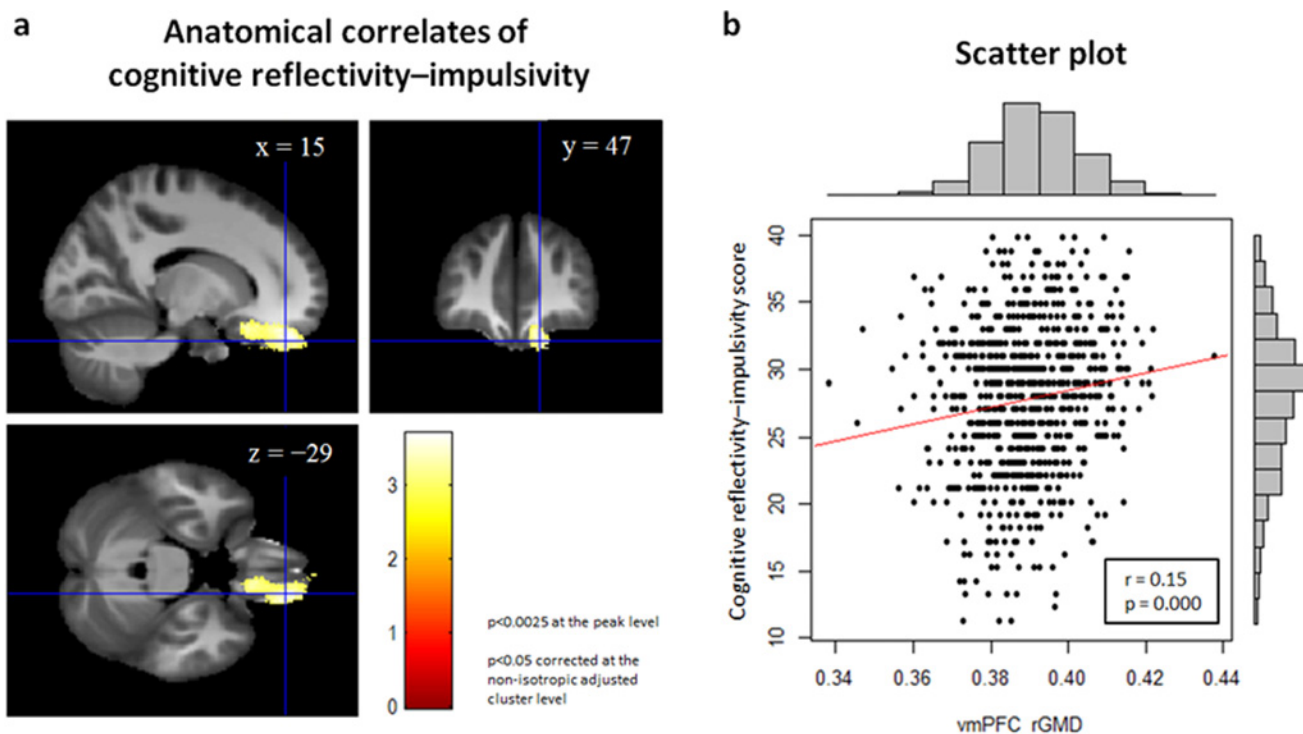 a
Anatomical correlates of
cognitive reflectivity–impulsivity
x = 15
y = 47
z = −29
3
2
1
0
p<0.0025 at the peak level
p<0.05 corrected at the
non-isotropic adjusted
cluster level
b
Scatter plot
Cognitive reflectivity–impulsivity score
40
35
30
25
20
15
10
r = 0.15
p = 0.000
0.34 0.36 0.38 0.40 0.42 0.44
vmPFC rGMD